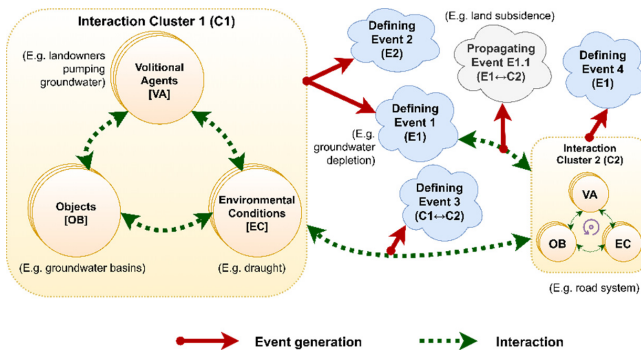 Interaction Cluster 1 (C1)
(E.g. landowners
pumping
groundwater)
Volitional
Agents
[VA]
Objects
[OB]
Environmental
Conditions
[EC]
(E.g. groundwater basins)
(E.g. draught)
Defining
Event 2
(E2)
Defining
Event 1
(E1)
(E.g.
groundwater
depletion)
Defining
Event 3
(C1↔C2)
(E.g. land subsidence)
Propagating
Event E1.1
(E1↔C2)
Defining
Event 4
(E1)
Interaction
Cluster 2 (C2)
VA
OB
EC
(E.g. road system)
Event generation
Interaction